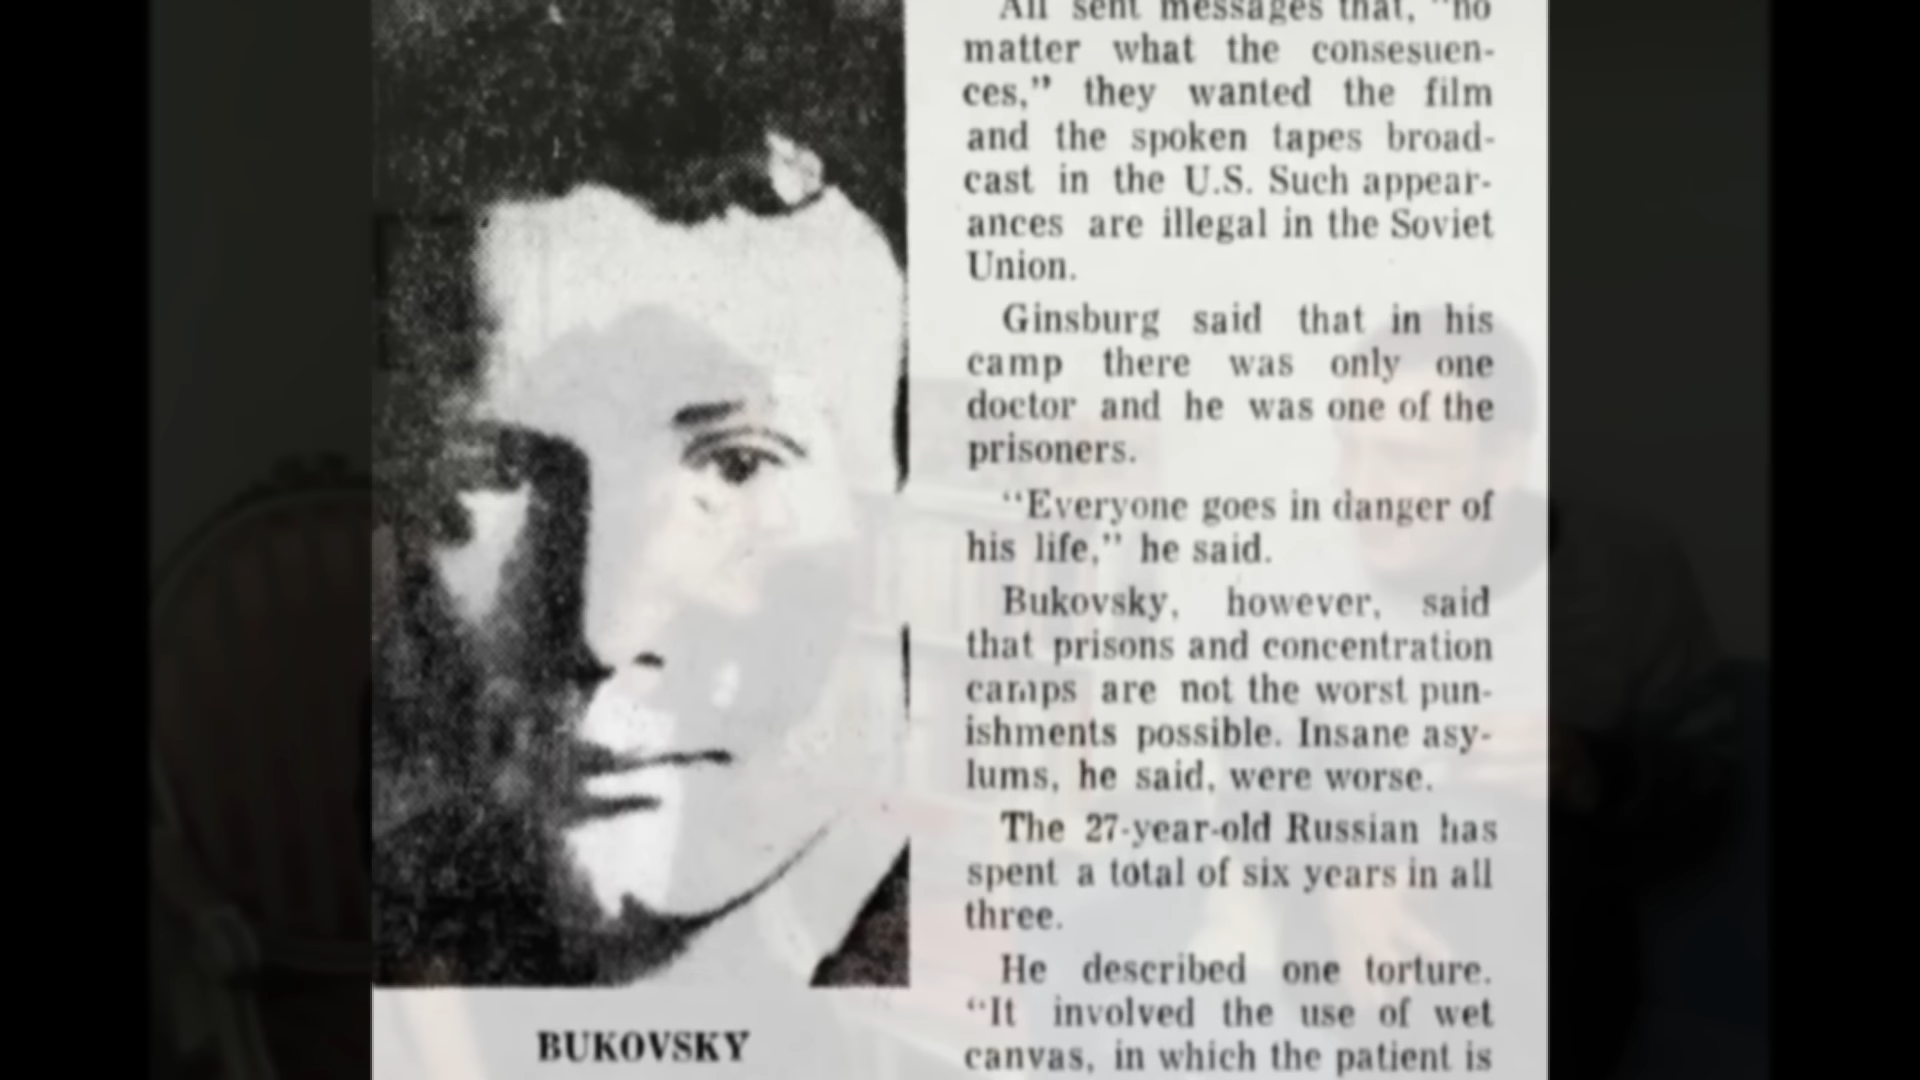 All sent messages that, "no
matter what the consesuen-
ces," they wanted the film
and the spoken tapes broad-
cast in the U.S. Such appear-
ances are illegal in the Soviet
Union.
Ginsburg said that in his
camp there was only one
doctor and he was one of the
prisoners.
"Everyone goes in danger of
his life," he said.
Bukovsky, however, said
that prisons and concentration
camps are not the worst pun-
ishments possible. Insane asy-
lums, he said, were worse.
The 27-year-old Russian has
spent a total of six years in all
three.
He described one torture.
"It involved the use of wet
canvas, in which the patient is
BUKOVSKY